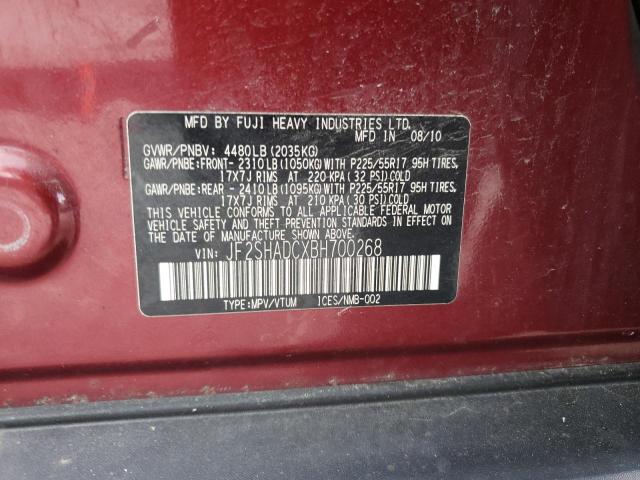 MFD BY FUJI HEAVY INDUSTRIES LTD.
MFD IN 08/10
GVWR/PNBV: 4480LB(2035KG)
GAWR/PNBE:FRONT- 2310LB(1050KG)WITH P225/55R17 95H TIRES,
17X7J RIMS AT 220 KPA(32 PSI)COLD
GAWR/PNBE:REAR - 2410LB(1095KG)WITH P225/55R17 95H TIRES,
17X7J RIMS AT 210 KPA(30 PSI)COLD
THIS VEHICLE CONFORMS TO ALL APPLICABLE FEDERAL MOTOR
VEHICLE SAFETY AND THEFT PREVENTION STANDARDS IN EFFECT ON
THE DATE OF MANUFACTURE SHOWN ABOVE.
VIN: JF2SHADCXBH700268
TYPE:MPV/VTUM ICES/NMB-002